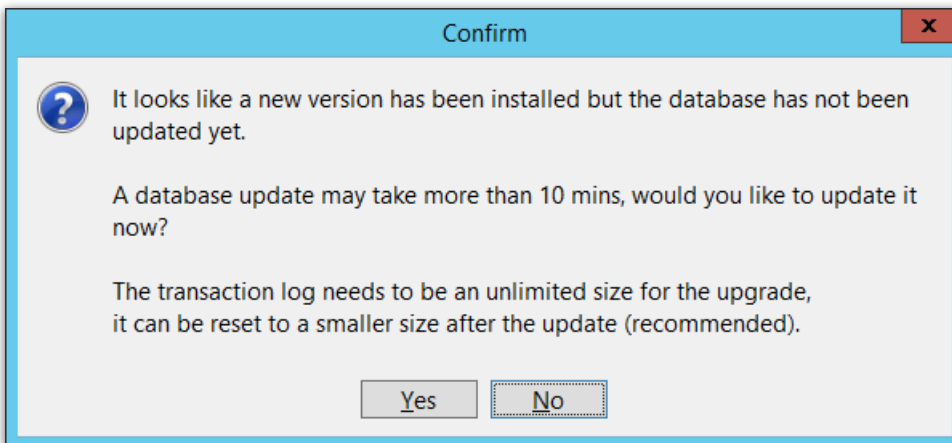 Confirm
x
It looks like a new version has been installed but the database has not been
updated yet.
A database update may take more than 10 mins, would you like to update it
now?
The transaction log needs to be an unlimited size for the upgrade,
it can be reset to a smaller size after the update (recommended).
Yes No